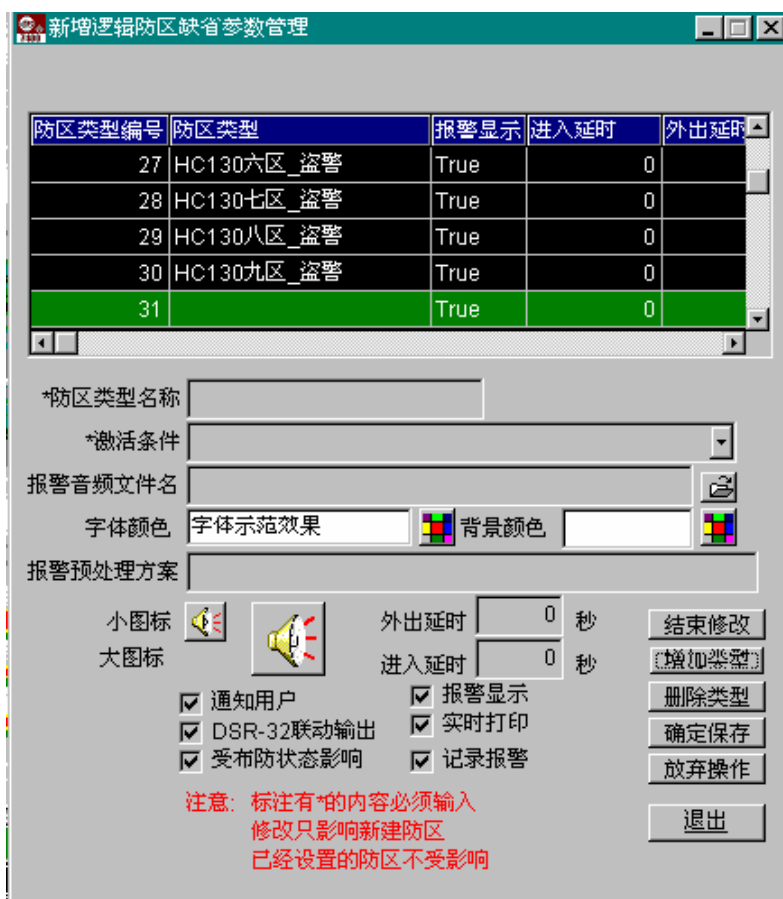 新增逻辑防区缺省参数管理
防区类型编号 防区类型 报警显示 进入延时 外出延时
27 HC130六区_盗警 True 0
28 HC130七区_盗警 True 0
29 HC130八区_盗警 True 0
30 HC130九区_盗警 True 0
31 True 0
*防区类型名称
*激活条件
报警音频文件名
字体颜色 字体示范效果 背景颜色
报警预处理方案
小图标 外出延时 0 秒 结束修改
大图标 进入延时 0 秒 增加类型
通知用户 报警显示 删除类型
DSR-32联动输出 实时打印 确定保存
受布防状态影响 记录报警 放弃操作
注意: 标注有*的内容必须输入
修改只影响新建防区 退出
已经设置的防区不受影响